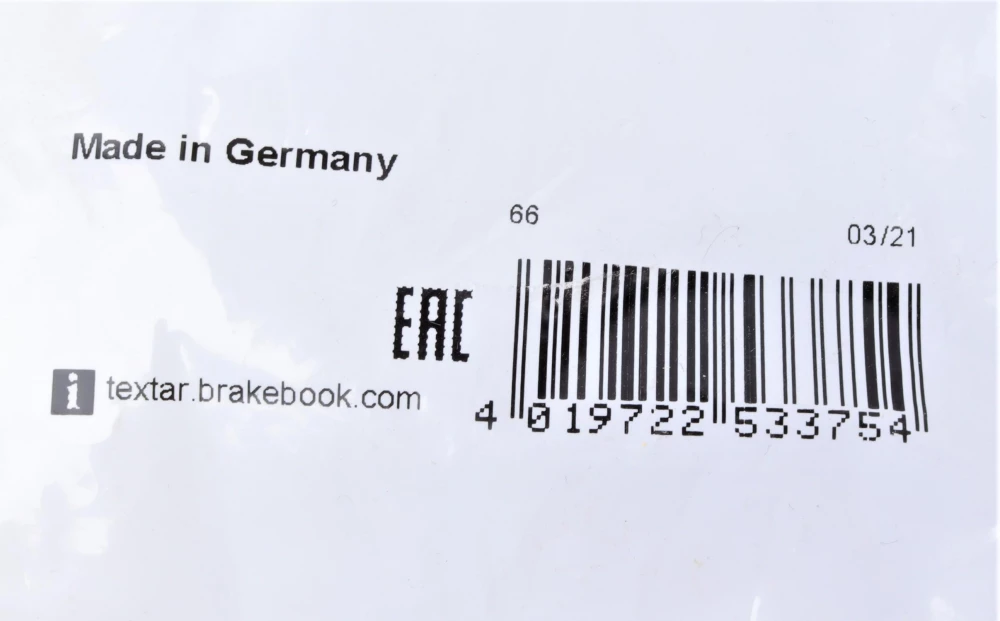 Made in Germany
66
03/21
EAC
i textar.brakebook.com
4 019722 533754